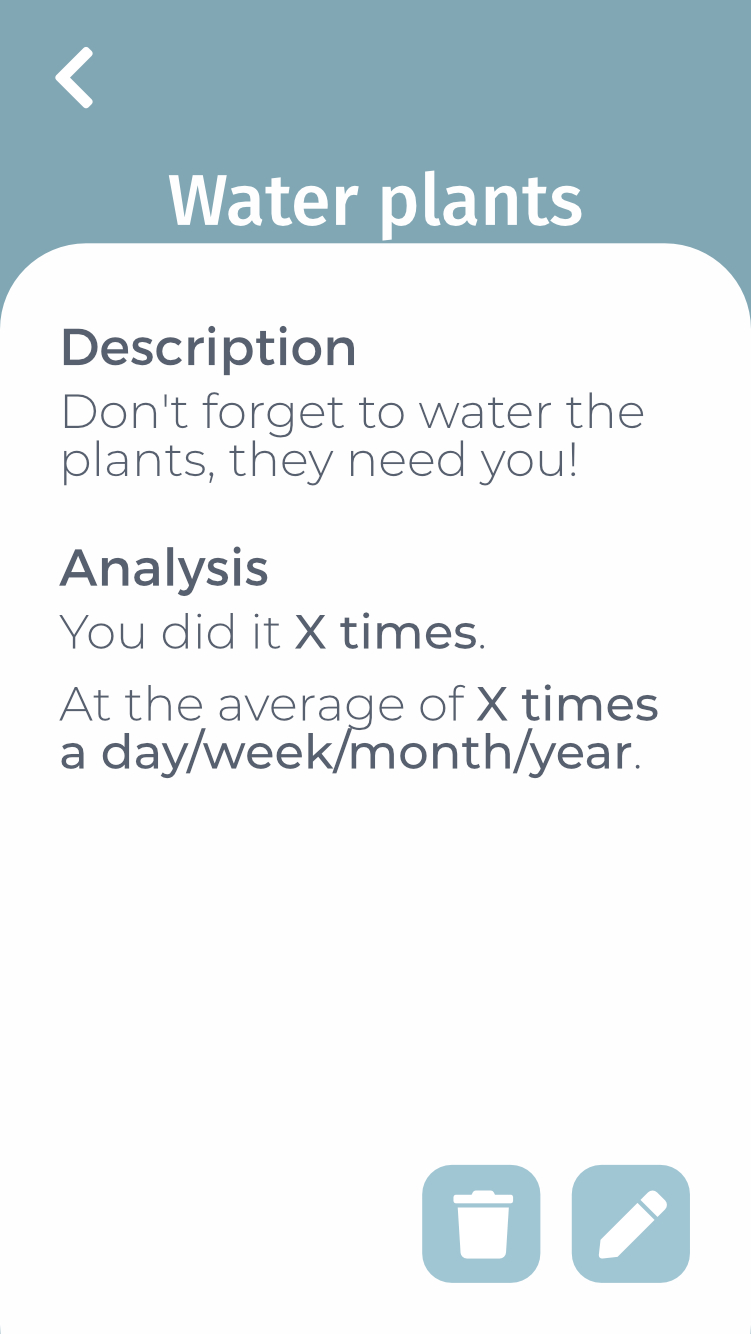 Water plants
Description
Don't forget to water the
plants, they need you!
Analysis
You did it X times.
At the average of X times
a day/week/month/year.